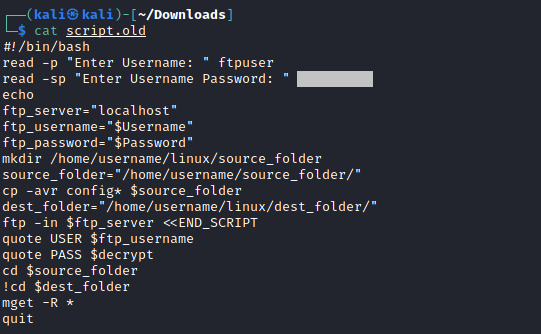 ┌──(kali㉿kali)-[~/Downloads]
└─$ cat script.old
#!/bin/bash
read -p "Enter Username: " ftpuser
read -sp "Enter Username Password: "
echo
ftp_server="localhost"
ftp_username="$Username"
ftp_password="$Password"
mkdir /home/username/linux/source_folder
source_folder="/home/username/source_folder/"
cp -avr config* $source_folder
dest_folder="/home/username/linux/dest_folder/"
ftp -in $ftp_server <<END_SCRIPT
quote USER $ftp_username
quote PASS $decrypt
cd $source_folder
!cd $dest_folder
mget -R *
quit